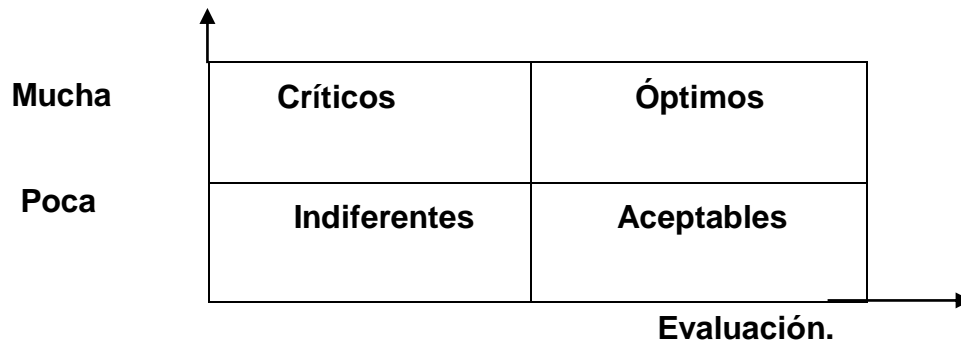 Mucha Críticos Óptimos
Poca Indiferentes Aceptables
Evaluación.